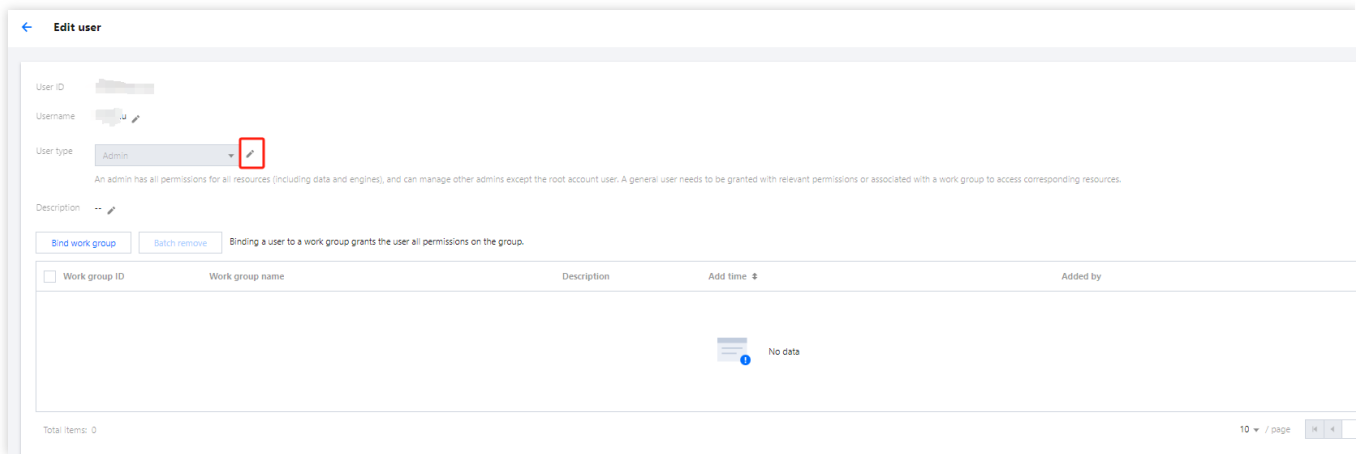 Edit user
User ID
Username u
User type Admin
An admin has all permissions for all resources (including data and engines), and can manage other admins except the root account user. A general user needs to be granted with relevant permissions or associated with a work group to access corresponding resources.
Description --
Bind work group Batch remove Binding a user to a work group grants the user all permissions on the group.
Work group ID Work group name Description Add time Added by
No data
Total items: 0 10 / page